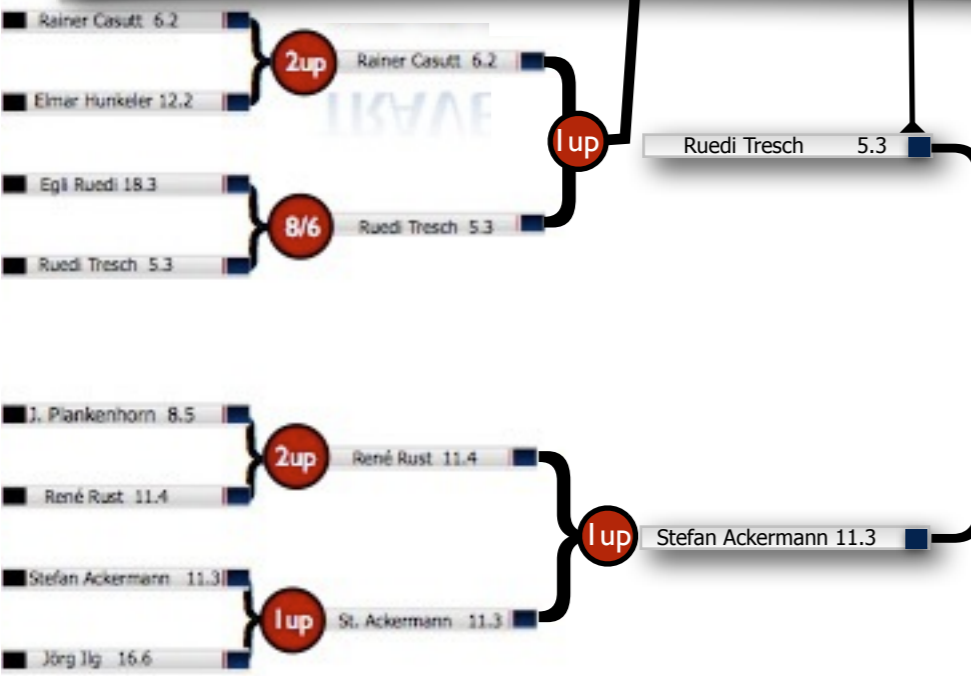 Rainer Casutt 6.2
2up
Rainer Casutt 6.2
Elmar Hunkeler 12.2
TRAVE
1up
Ruedi Tresch 5.3
Egli Ruedi 18.3
8/6
Ruedi Tresch 5.3
Ruedi Tresch 5.3
J. Plankenhorn 8.5
2up
René Rust 11.4
René Rust 11.4
1up
Stefan Ackermann 11.3
Stefan Ackermann 11.3
1up
St. Ackermann 11.3
Jörg Ilg 16.6